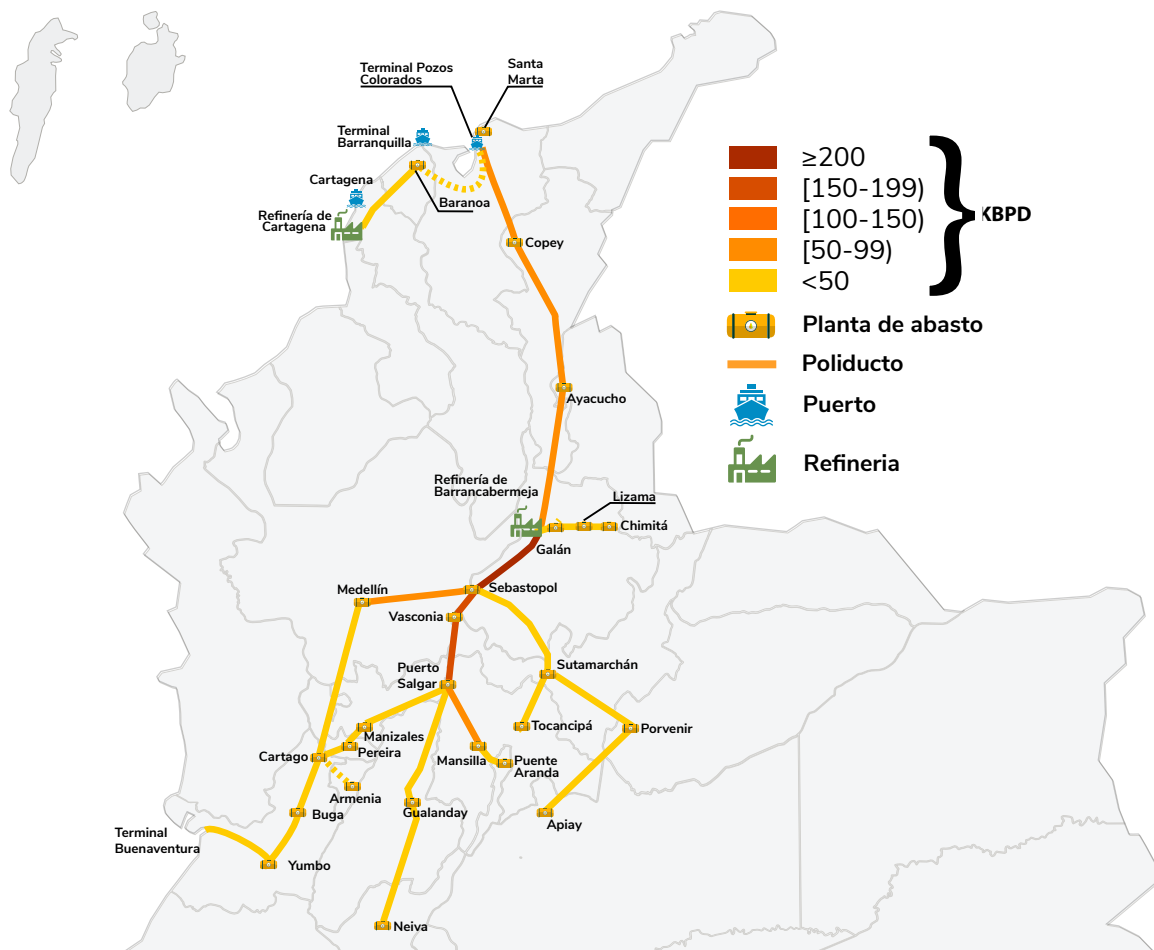 Terminal Pozos
Colorados
Santa
Marta
Terminal
Barranquilla
Cartagena
Baranoa
Refinería de
Cartagena
Copey
≥200
[150-199)
[100-150)
[50-99)
<50
KBPD
Planta de abasto
Poliducto
Puerto
Refineria
Ayacucho
Refinería de
Barrancabermeja
Lizama
Chimitá
Galán
Medellín
Sebastopol
Vasconia
Puerto
Salgar
Sutamarchán
Tocancipá
Porvenir
Manizales
Pereira
Cartago
Mansilla
Puente
Aranda
Armenia
Buga
Gualanday
Apiay
Terminal
Buenaventura
Yumbo
Neiva